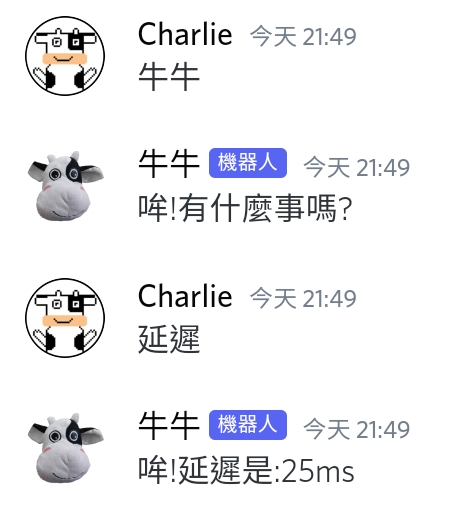 Charlie 今天 21:49
牛牛
牛牛 機器人 今天 21:49
哞!有什麼事嗎?
Charlie 今天 21:49
延遲
牛牛 機器人 今天 21:49
哞!延遲是:25ms